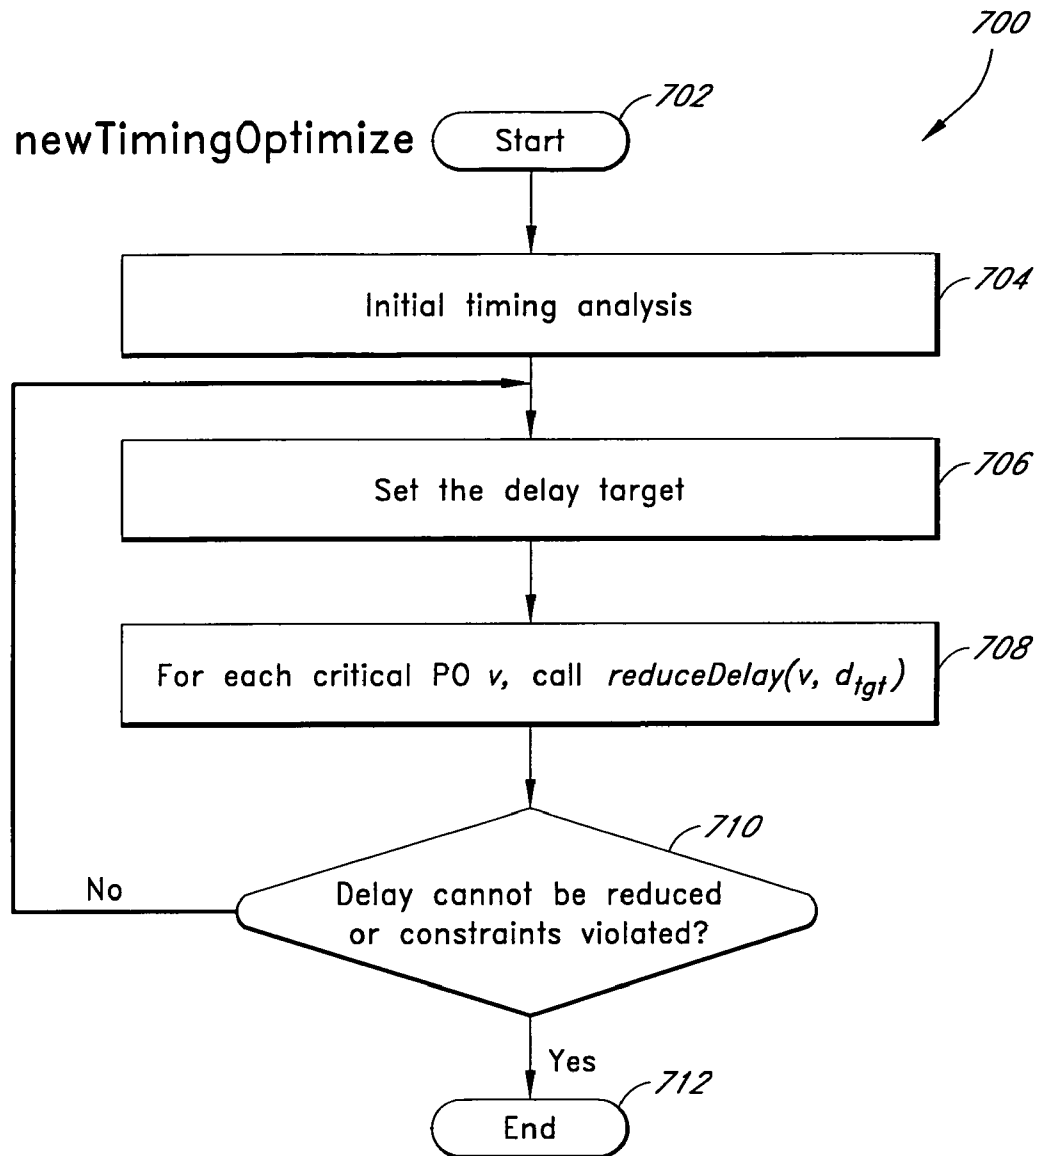 700
702
newTimingOptimize
Start
704
Initial timing analysis
706
Set the delay target
708
For each critical PO v, call reduceDelay(v, d_tgt)
710
Delay cannot be reduced
or constraints violated?
No
Yes
712
End